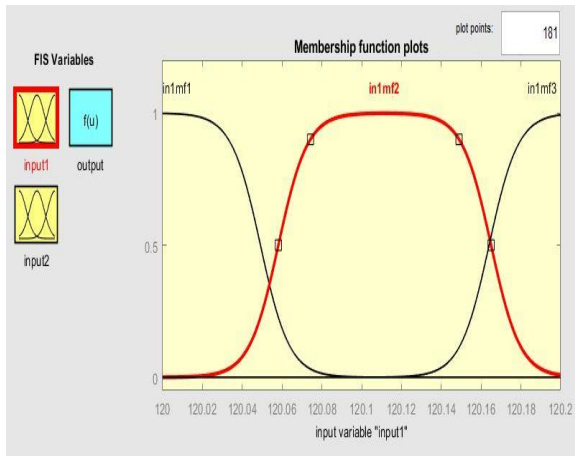 plot points: 181
FIS Variables
Membership function plots
f(u)
input1
output
input2
in1mf1
in1mf2
in1mf3
1
0.5
0
120 120.02 120.04 120.06 120.08 120.1 120.12 120.14 120.16 120.18 120.2
input variable "input1"